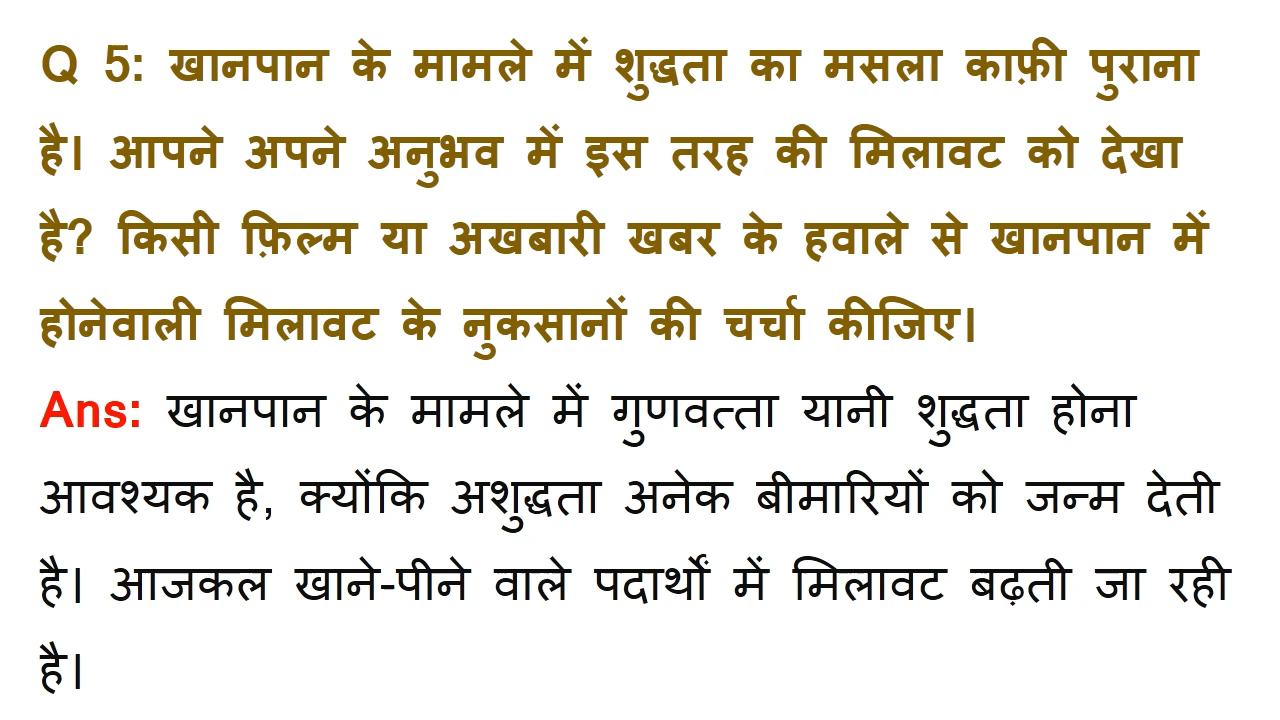 Q 5: खानपान के मामले में शुद्धता का मसला काफ़ी पुराना
है। आपने अपने अनुभव में इस तरह की मिलावट को देखा
है? किसी फ़िल्म या अखबारी खबर के हवाले से खानपान में
होनेवाली मिलावट के नुकसानों की चर्चा कीजिए।
Ans: खानपान के मामले में गुणवत्ता यानी शुद्धता होना
आवश्यक है, क्योंकि अशुद्धता अनेक बीमारियों को जन्म देती
है। आजकल खाने-पीने वाले पदार्थों में मिलावट बढ़ती जा रही
है।